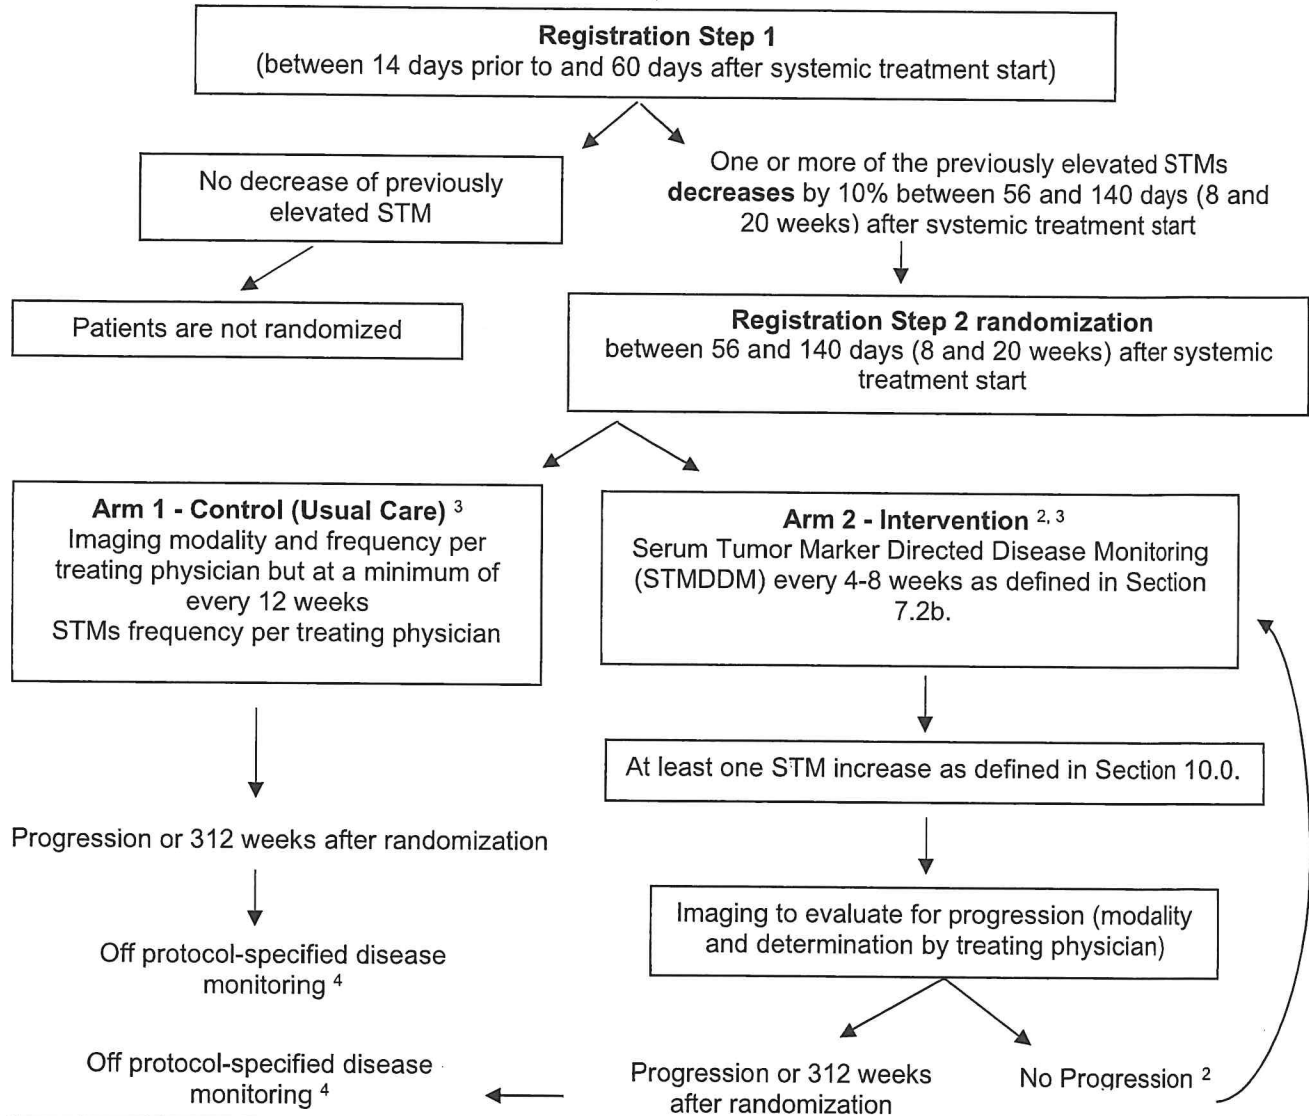 Registration Step 1
(between 14 days prior to and 60 days after systemic treatment start)
No decrease of previously
elevated STM
One or more of the previously elevated STMs
decreases by 10% between 56 and 140 days (8 and
20 weeks) after systemic treatment start
Patients are not randomized
Registration Step 2 randomization
between 56 and 140 days (8 and 20 weeks) after systemic
treatment start
Arm 1 - Control (Usual Care) ³
Imaging modality and frequency per
treating physician but at a minimum of
every 12 weeks
STMs frequency per treating physician
Arm 2 - Intervention ²,³
Serum Tumor Marker Directed Disease Monitoring
(STMDDM) every 4-8 weeks as defined in Section
7.2b.
At least one STM increase as defined in Section 10.0.
Progression or 312 weeks after randomization
Imaging to evaluate for progression (modality
and determination by treating physician)
Off protocol-specified disease
monitoring ⁴
Off protocol-specified disease
monitoring ⁴
Progression or 312 weeks
after randomization
No Progression ²